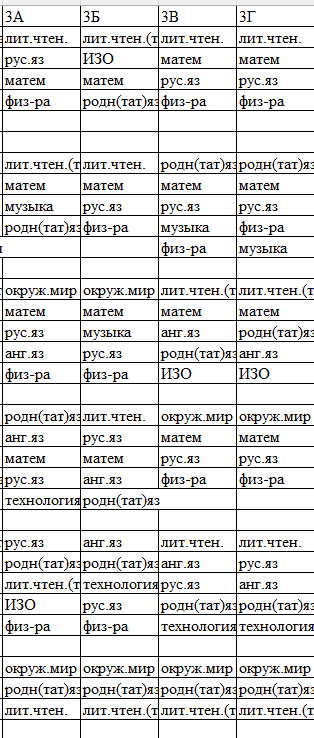 3А 3Б 3В 3Г
лит.чтен. лит.чтен.(т лит.чтен. лит.чтен.
рус.яз ИЗО матем матем
матем матем рус.яз рус.яз
физ-ра родн(тат)яз физ-ра физ-ра
лит.чтен.(т лит.чтен. родн(тат)яз родн(тат)яз
матем матем матем матем
музыка рус.яз рус.яз рус.яз
родн(тат)яз физ-ра музыка физ-ра
физ-ра музыка
окруж.мир окруж.мир лит.чтен.(т лит.чтен.(т
матем матем матем матем
рус.яз музыка анг.яз родн(тат)яз
анг.яз рус.яз родн(тат)яз анг.яз
физ-ра физ-ра ИЗО ИЗО
родн(тат)яз лит.чтен. окруж.мир окруж.мир
анг.яз рус.яз матем матем
матем матем рус.яз рус.яз
рус.яз анг.яз физ-ра физ-ра
технология родн(тат)яз
рус.яз анг.яз лит.чтен. лит.чтен.
родн(тат)яз родн(тат)яз анг.яз рус.яз
лит.чтен.(т технология рус.яз анг.яз
ИЗО рус.яз родн(тат)яз родн(тат)яз
физ-ра физ-ра технология технология
окруж.мир окруж.мир окруж.мир окруж.мир
родн(тат)яз родн(тат)яз родн(тат)яз родн(тат)яз
лит.чтен. лит.чтен.(т лит.чтен.(т лит.чтен.(т